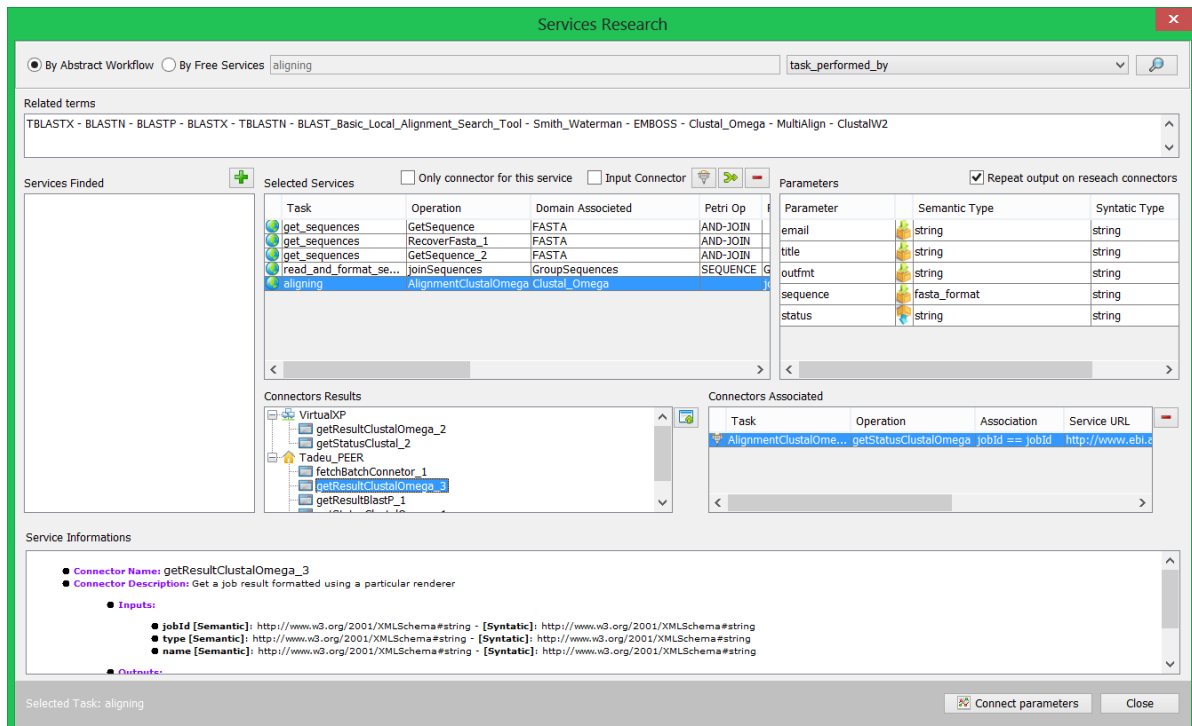 Services Research
By Abstract Workflow By Free Services aligning task_performed_by
Related terms
TBLASTX - BLASTN - BLASTP - BLASTX - TBLASTN - BLAST_Basic_Local_Alignment_Search_Tool - Smith_Waterman - EMBOSS - Clustal_Omega - MultiAlign - ClustalW2
Services Finded
Selected Services Only connector for this service Input Connector
Parameters Repeat output on reseach connectors
Task Operation Domain Associeted Petri Op
get_sequences GetSequence FASTA AND-JOIN
get_sequences RecoverFasta_1 FASTA AND-JOIN
get_sequences GetSequence_2 FASTA AND-JOIN
read_and_format_se... joinSequences GroupSequences SEQUENCE G
aligning AlignmentClustalOmega Clustal_Omega
Parameter Semantic Type Syntatic Type
email string string
title string string
outfmt string string
sequence fasta_format string
status string string
Connectors Results
VirtualXP
getResultClustalOmega_2
getStatusClustal_2
Tadeu_PEER
fetchBatchConnetor_1
getResultClustalOmega_3
getResultBlastP_1
Connectors Associated
Task Operation Association Service URL
AlignmentClustalOme... getStatusClustalOmega jobId == jobId http://www.ebi.a
Service Informations
Connector Name: getResultClustalOmega_3
Connector Description: Get a job result formatted using a particular renderer
Inputs:
jobId [Semantic]: http://www.w3.org/2001/XMLSchema#string - [Syntatic]: http://www.w3.org/2001/XMLSchema#string
type [Semantic]: http://www.w3.org/2001/XMLSchema#string - [Syntatic]: http://www.w3.org/2001/XMLSchema#string
name [Semantic]: http://www.w3.org/2001/XMLSchema#string - [Syntatic]: http://www.w3.org/2001/XMLSchema#string
Outputs:
Selected Task: aligning Connect parameters Close